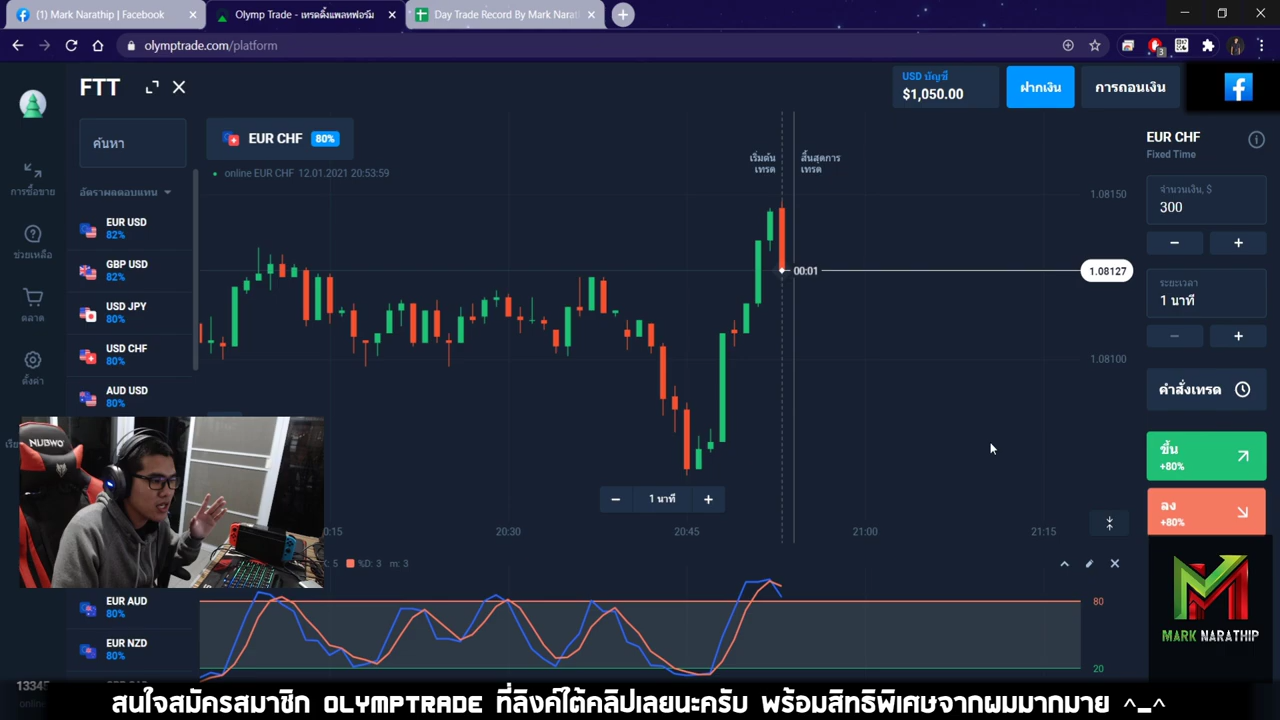 (1) Mark Narathip | Facebook
Olymp Trade - เทรดดิ้งแพลทฟอร์ม
Day Trade Record By Mark Narat
olymptrade.com/platform
3
FTT
USD บัญชี
$1,050.00
ฝากเงิน
การถอนเงิน
ค้นหา
EUR CHF 80%
online EUR CHF 12.01.2021 20:53:59
เริ่มต้น
เทรด
สิ้นสุดการ
เทรด
EUR CHF
Fixed Time
การซื้อขาย
อัตราผลตอบแทน
EUR USD
82%
GBP USD
82%
USD JPY
80%
USD CHF
80%
AUD USD
80%
ช่วยเหลือ
ตลาด
ตั้งค่า
1.08150
00:01
1.08127
1.08100
จำนวนเงิน, $
300
ระยะเวลา
1 นาที
คำสั่งเทรด
ขึ้น
+80%
ลง
+80%
NUBWO
1 นาที
0:15
20:30
20:45
21:00
21:15
K: 5 %D: 3 m: 3
80
20
EUR AUD
80%
EUR NZD
80%
MARK NARATHIP
สนใจสมัครสมาชิก OLYMPTRADE ที่ลิงค์ใต้คลิปเลยนะครับ พร้อมสิทธิพิเศษจากผมมากมาย ^_^